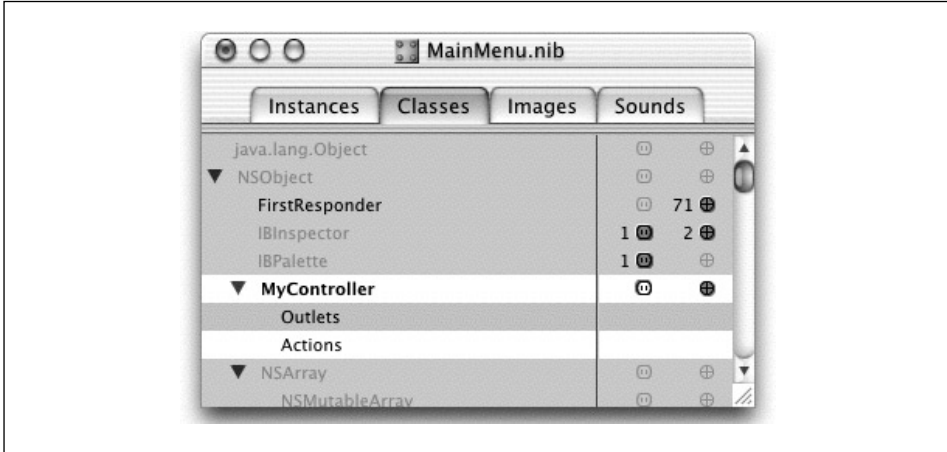 MainMenu.nib
Instances Classes Images Sounds
java.lang.Object
NSObject
FirstResponder 71
IBInspector 1 2
IBPalette 1
MyController
Outlets
Actions
NSArray
NSMutableArray